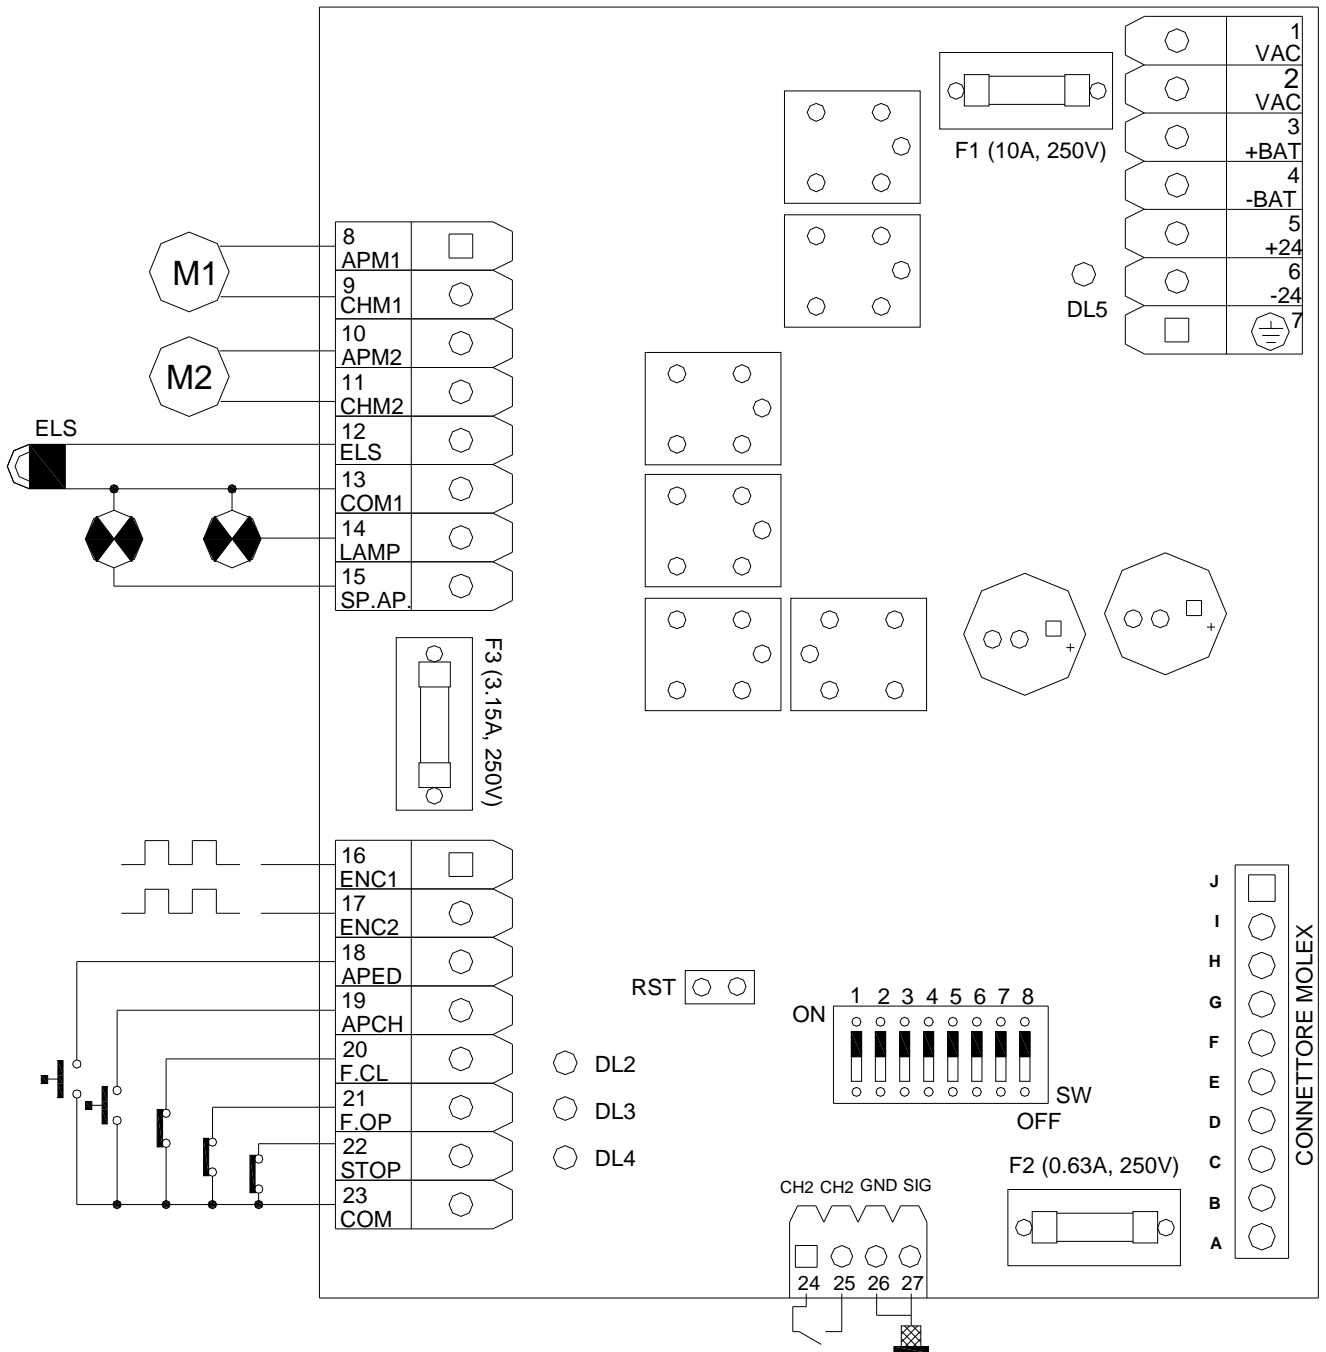 1
VAC
2
VAC
3
+BAT
4
-BAT
5
+24
6
-24
7
F1 (10A, 250V)
DL5
M1
M2
ELS
8
APM1
9
CHM1
10
APM2
11
CHM2
12
ELS
13
COM1
14
LAMP
15
SP.AP.
F3 (3.15A, 250V)
+
+
16
ENC1
17
ENC2
18
APED
19
APCH
20
F.CL
21
F.OP
22
STOP
23
COM
RST
DL2
DL3
DL4
1 2 3 4 5 6 7 8
ON
SW
OFF
F2 (0.63A, 250V)
CH2 CH2 GND SIG
24 25 26 27
J
I
H
G
F
E
D
C
B
A
CONNETTORE MOLEX